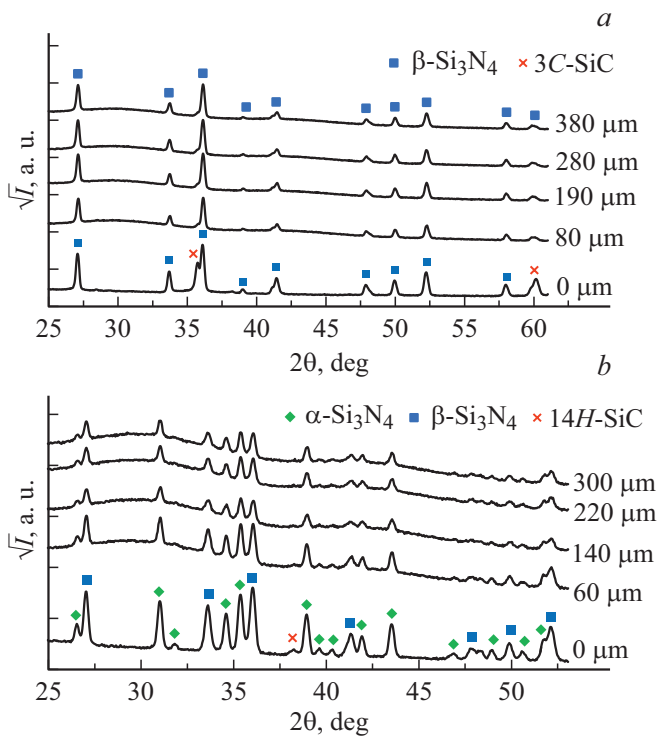 a
β-Si₃N₄ 3C-SiC
380 μm
280 μm
190 μm
80 μm
0 μm
√I, a. u.
25 30 35 40 45 50 55 60
2θ, deg
b
α-Si₃N₄ β-Si₃N₄ 14H-SiC
300 μm
220 μm
140 μm
60 μm
0 μm
√I, a. u.
25 30 35 40 45 50
2θ, deg